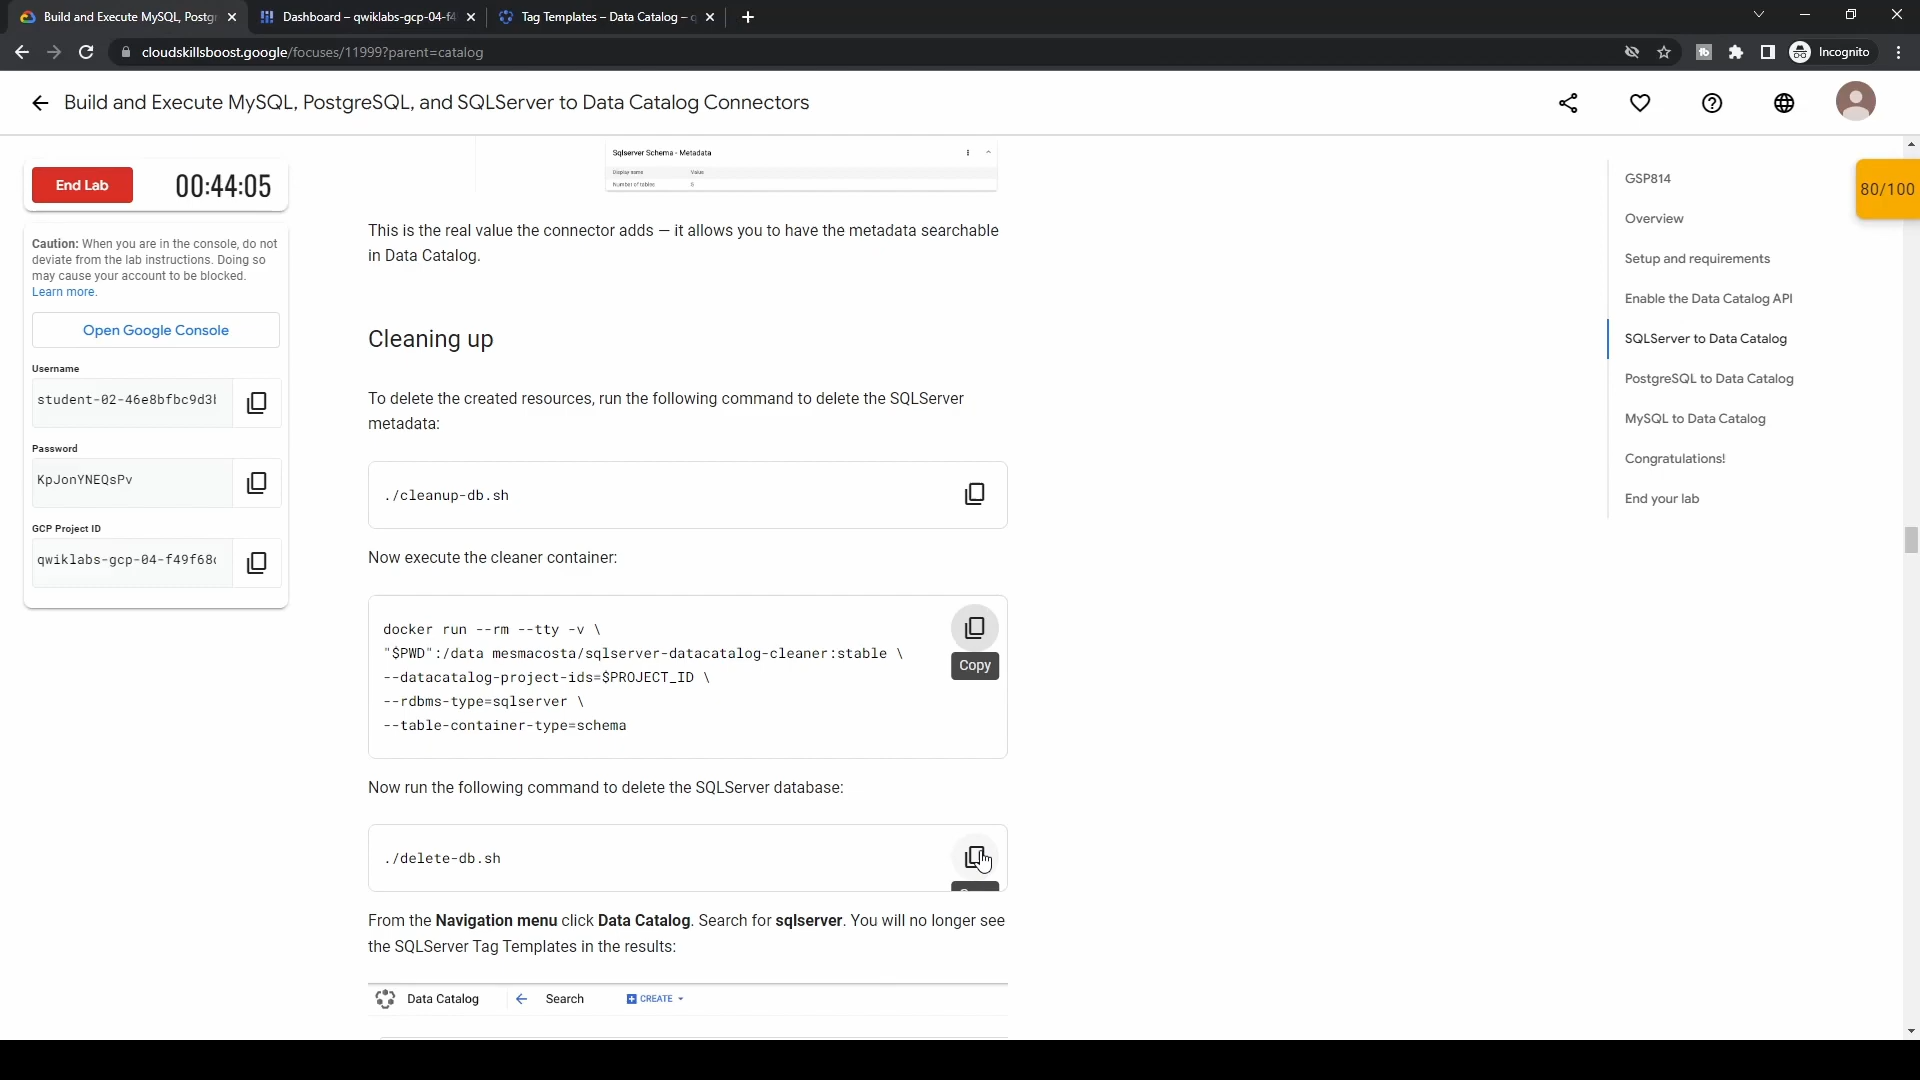 Build and Execute MySQL, Postgr
Dashboard – qwiklabs-gcp-04-f4
Tag Templates – Data Catalog – q
cloudskillsboost.google/focuses/11999?parent=catalog
Incognito
Build and Execute MySQL, PostgreSQL, and SQLServer to Data Catalog Connectors
End Lab
00:44:05
Caution: When you are in the console, do not
deviate from the lab instructions. Doing so
may cause your account to be blocked.
Learn more.
Open Google Console
Username
student-02-46e8bfbc9d3
Password
KpJonYNEQsPv
GCP Project ID
qwiklabs-gcp-04-f49f68
Sqlserver Schema - Metadata
Display name Value
Number of tables 5
This is the real value the connector adds — it allows you to have the metadata searchable
in Data Catalog.
Cleaning up
To delete the created resources, run the following command to delete the SQLServer
metadata:
./cleanup-db.sh
Now execute the cleaner container:
docker run --rm --tty -v \
"$PWD":/data mesmacosta/sqlserver-datacatalog-cleaner:stable \
--datacatalog-project-ids=$PROJECT_ID \
--rdbms-type=sqlserver \
--table-container-type=schema
Copy
Now run the following command to delete the SQLServer database:
./delete-db.sh
From the Navigation menu click Data Catalog. Search for sqlserver. You will no longer see
the SQLServer Tag Templates in the results:
Data Catalog Search CREATE
GSP814
Overview
Setup and requirements
Enable the Data Catalog API
SQLServer to Data Catalog
PostgreSQL to Data Catalog
MySQL to Data Catalog
Congratulations!
End your lab
80/100